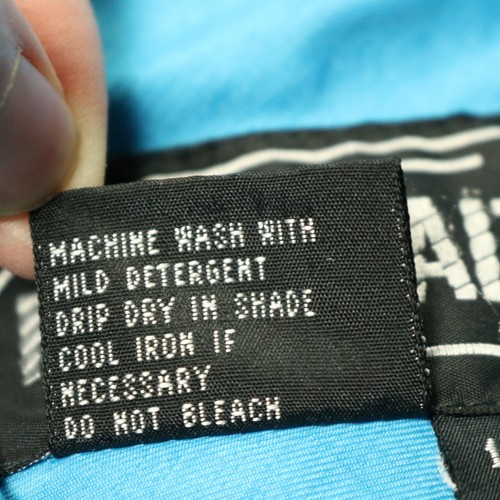 MACHINE WASH WITH
MILD DETERGENT
DRIP DRY IN SHADE
COOL IRON IF
NECESSARY
DO NOT BLEACH